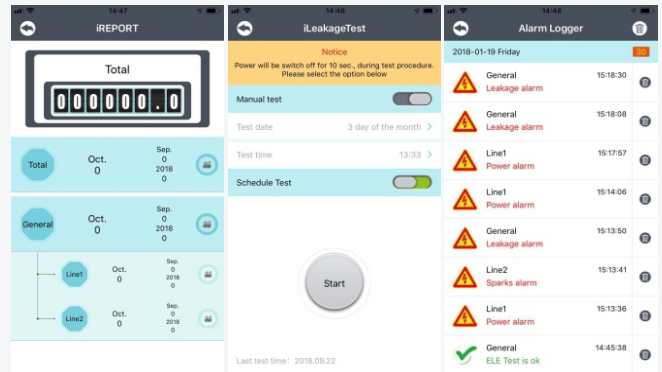 14:47
iREPORT
Total
000000.0
Total
Oct.
0
Sep.
0
2018
0
General
Oct.
0
Sep.
0
2018
0
Line1
Oct.
0
Sep.
0
2018
0
Line2
Oct.
0
Sep.
0
2018
0
14:48
iLeakageTest
Notice
Power will be switch off for 10 sec., during test procedure.
Please select the option below
Manual test
Test date
3 day of the month >
Test time
13:33 >
Schedule Test
Start
Last test time: 2018.09.22
14:48
Alarm Logger
2018-01-19 Friday
30
General
15:18:30
Leakage alarm
General
15:18:08
Leakage alarm
Line1
15:17:57
Power alarm
Line1
15:14:06
Power alarm
General
15:13:50
Leakage alarm
Line2
15:13:41
Sparks alarm
Line1
15:13:36
Power alarm
General
14:45:38
ELE Test is ok